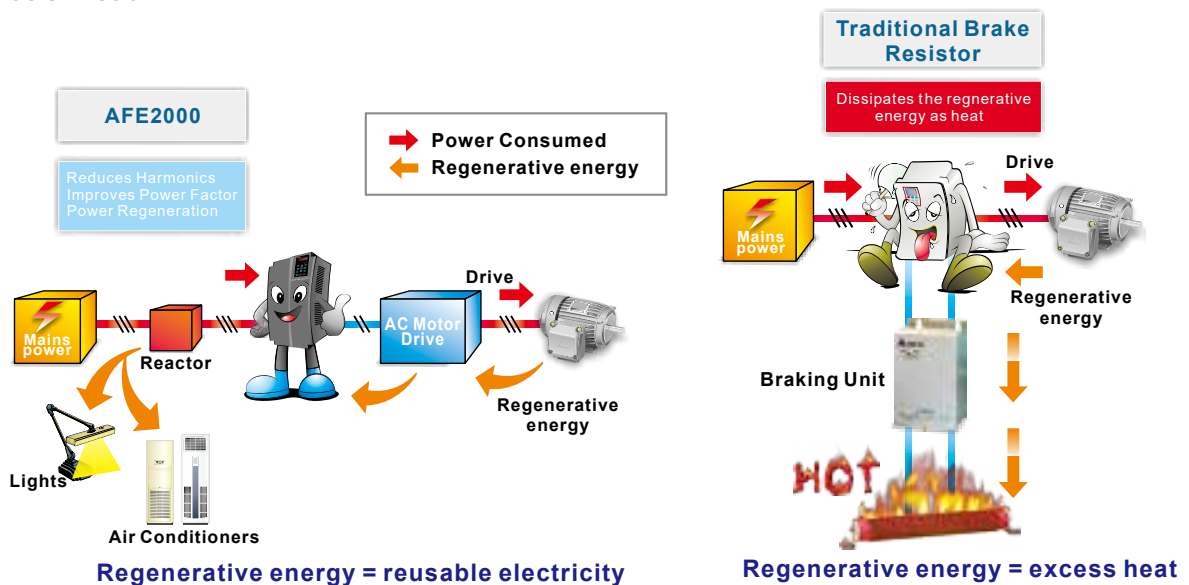 AFE2000
Reduces Harmonics
Improves Power Factor
Power Regeneration
Power Consumed
Regenerative energy
Mains
power
Reactor
AC Motor
Drive
Drive
Regenerative
energy
Lights
Air Conditioners
Regenerative energy = reusable electricity
Traditional Brake
Resistor
Dissipates the regnerative
energy as heat
Drive
Mains
power
Regenerative
energy
Braking Unit
HOT
Regenerative energy = excess heat